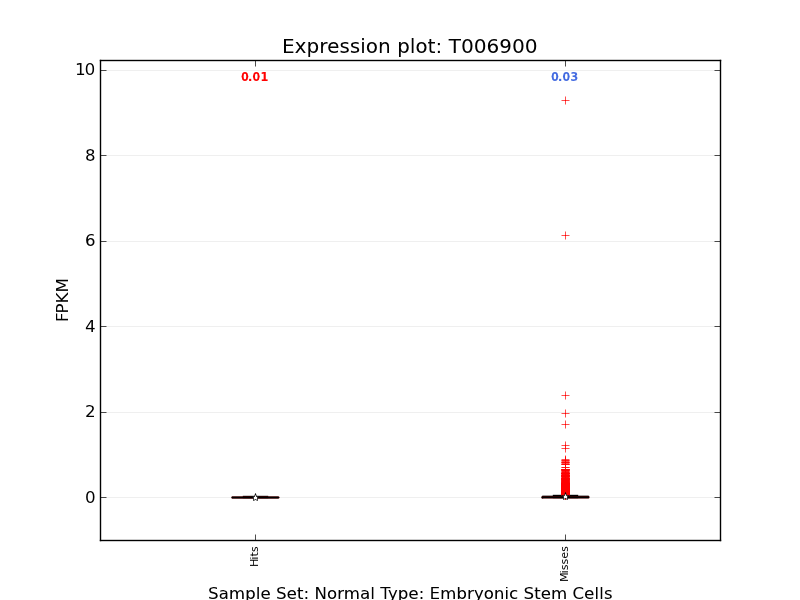 Expression plot: T006900
0.01 0.03
10
8
6
4
2
0
FPKM
Hits
Misses
Sample Set: Normal Type: Embryonic Stem Cells